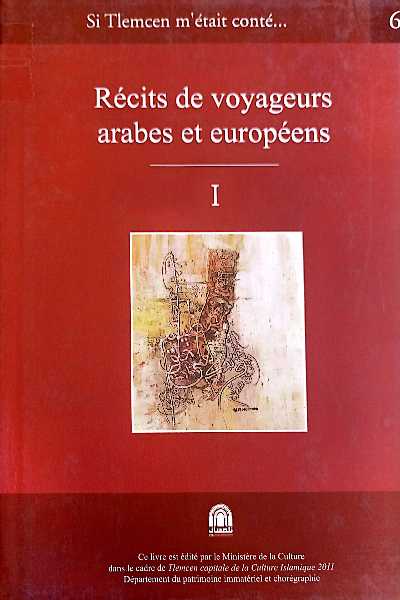 Si Tlemcen m'était conté... 6
Récits de voyageurs
arabes et européens
I
Ce livre est édité par le Ministère de la Culture
dans le cadre de Tlemcen capitale de la Culture Islamique 2011
Département du patrimoine immatériel et chorégraphie